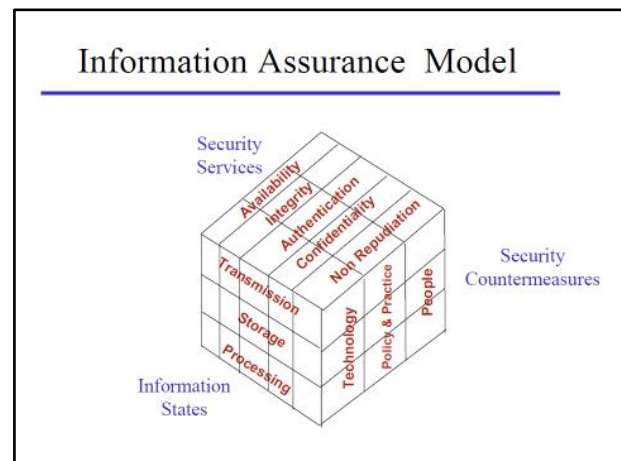 Information Assurance Model
Security
Services
Availability
Integrity
Authentication
Confidentiality
Non Repudiation
Transmission
Storage
Processing
Technology
Policy & Practice
People
Security
Countermeasures
Information
States